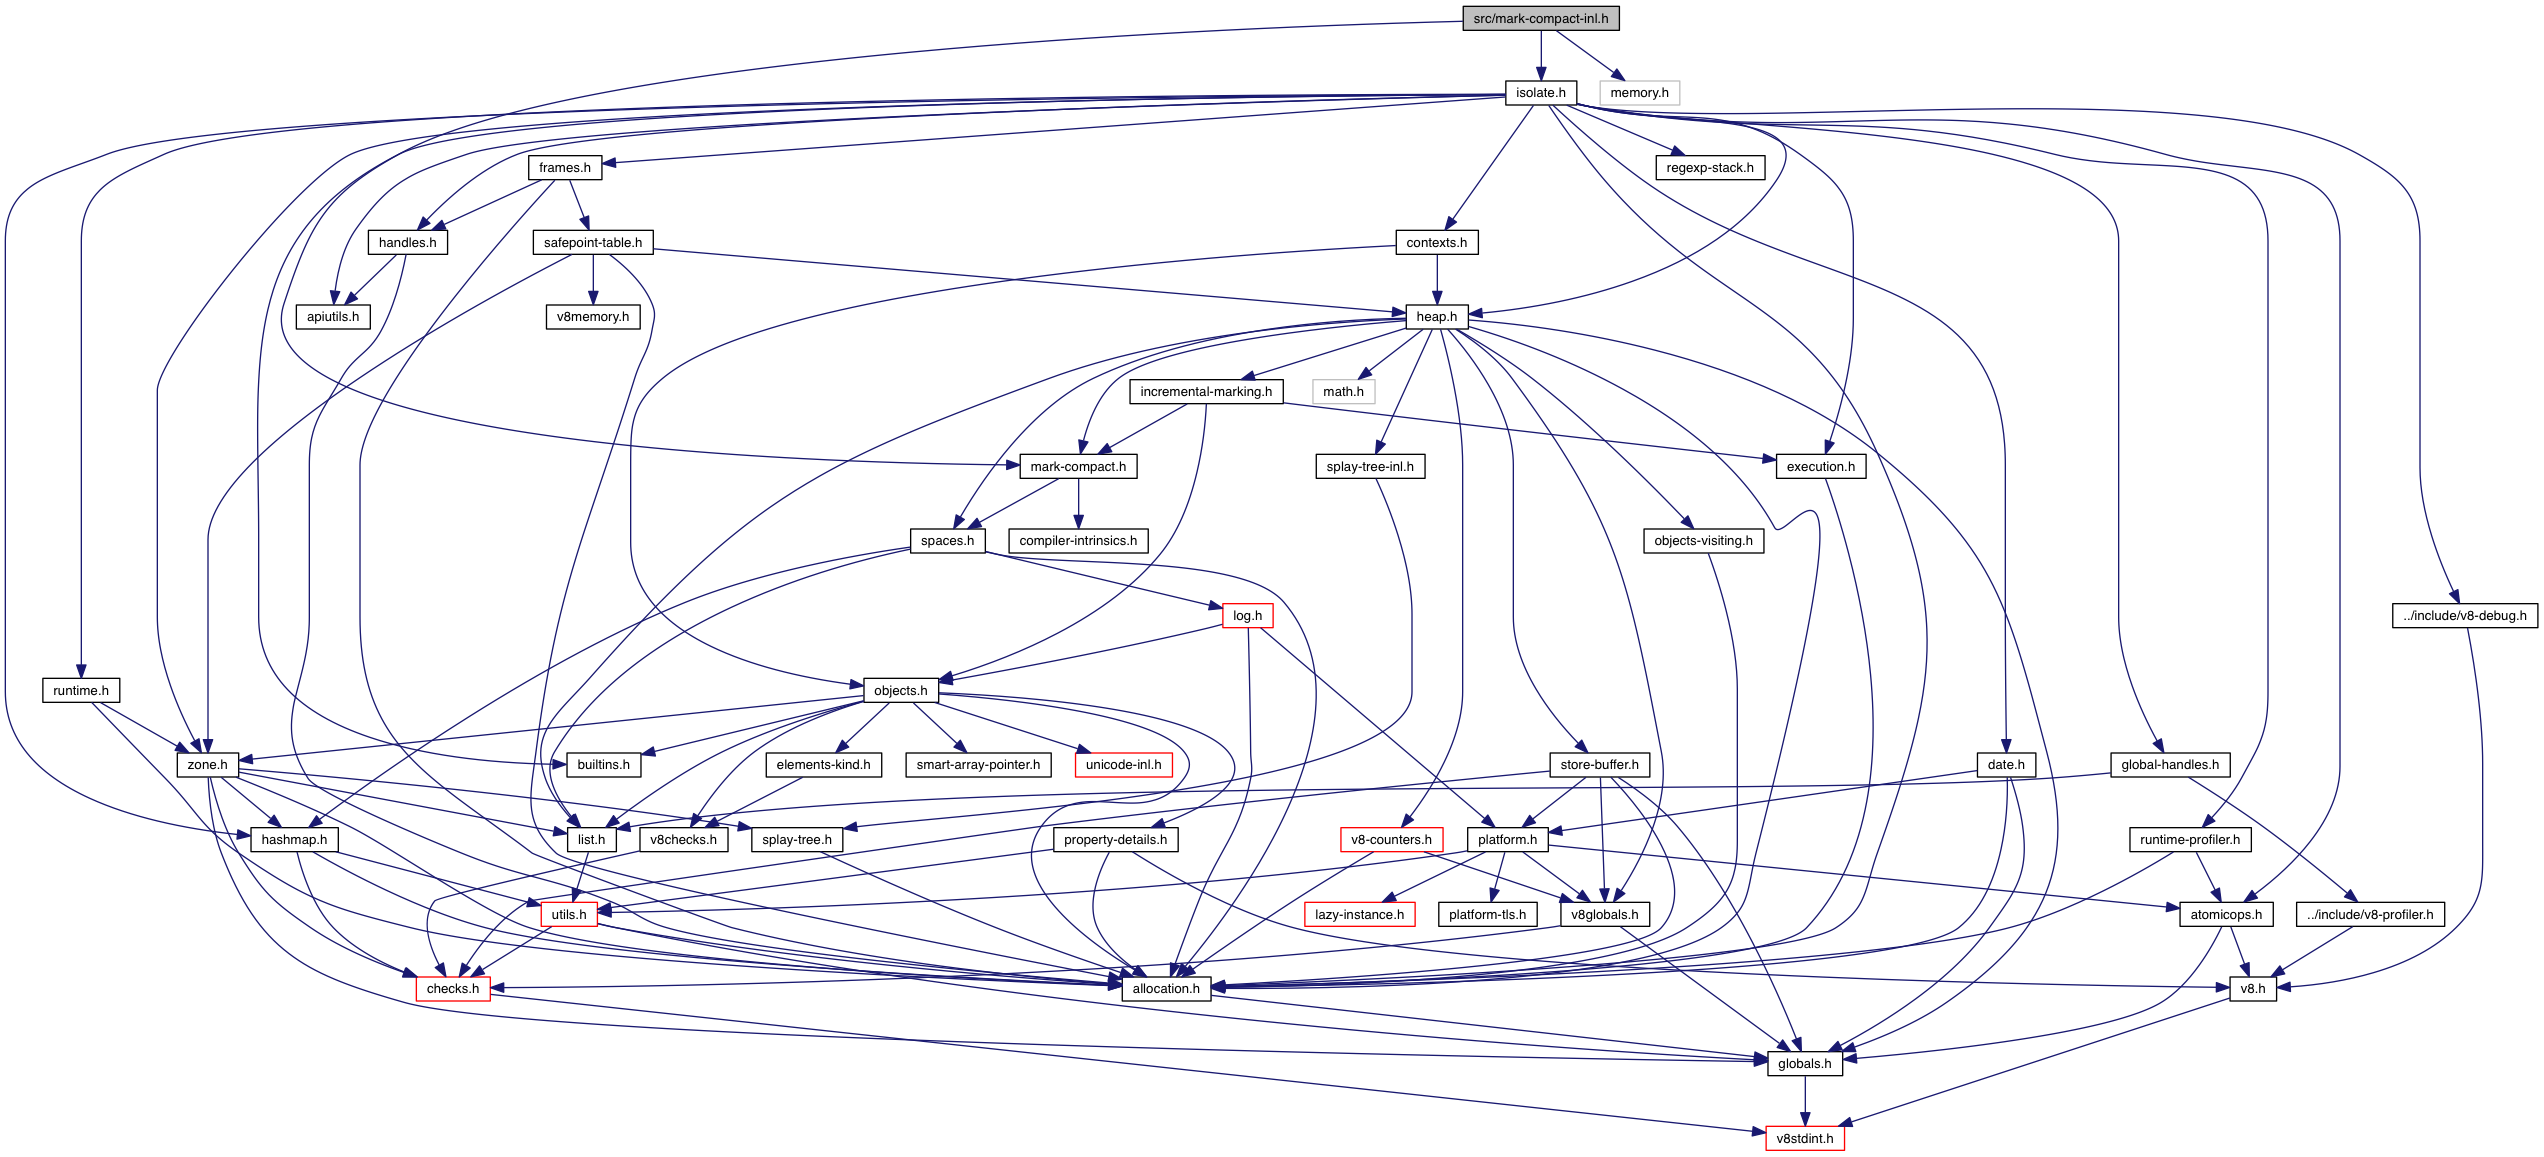 src/mark-compact-inl.h
isolate.h
memory.h
frames.h
regexp-stack.h
handles.h
safepoint-table.h
contexts.h
apiutils.h
v8memory.h
heap.h
incremental-marking.h
math.h
mark-compact.h
splay-tree-inl.h
execution.h
spaces.h
compiler-intrinsics.h
objects-visiting.h
log.h
../include/v8-debug.h
runtime.h
objects.h
zone.h
builtins.h
elements-kind.h
smart-array-pointer.h
unicode-inl.h
store-buffer.h
date.h
global-handles.h
hashmap.h
list.h
v8checks.h
splay-tree.h
property-details.h
v8-counters.h
platform.h
runtime-profiler.h
utils.h
lazy-instance.h
platform-tls.h
v8globals.h
atomicops.h
../include/v8-profiler.h
checks.h
allocation.h
v8.h
globals.h
v8stdint.h